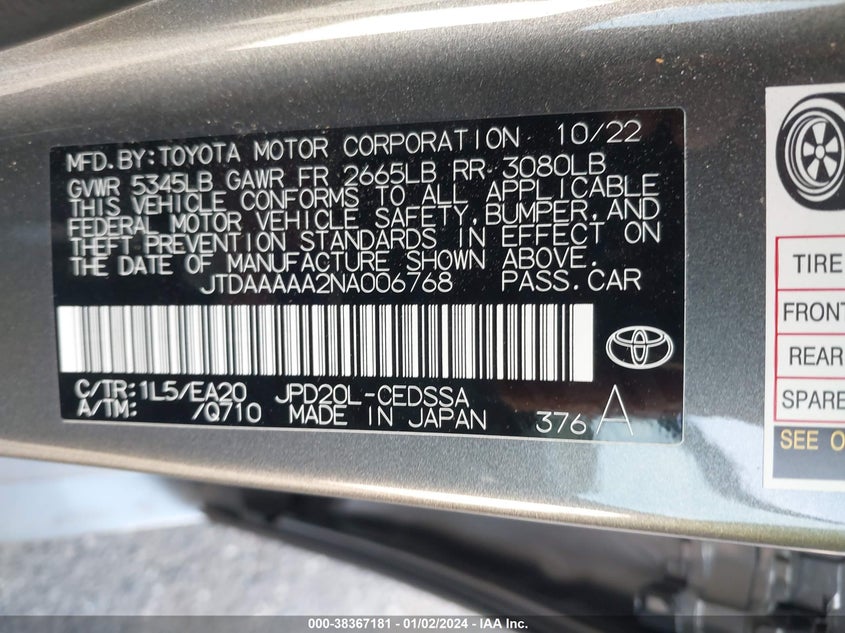 MFD.BY:TOYOTA MOTOR CORPORATION 10/22
GVWR 5345LB GAWR FR 2665LB RR 3080LB
THIS VEHICLE CONFORMS TO ALL APPLICABLE
FEDERAL MOTOR VEHICLE SAFETY,BUMPER,AND
THEFT PREVENTION STANDARDS IN EFFECT ON
THE DATE OF MANUFACTURE SHOWN ABOVE.
JTDAAAAA2NA006768 PASS.CAR
C/TR:1L5/EA20 JPD20L-CEDSSA
A/TM: /Q710 MADE IN JAPAN 376 A
TIRE
FRONT
REAR
SPARE
SEE
000-38367181 - 01/02/2024 - IAA Inc.